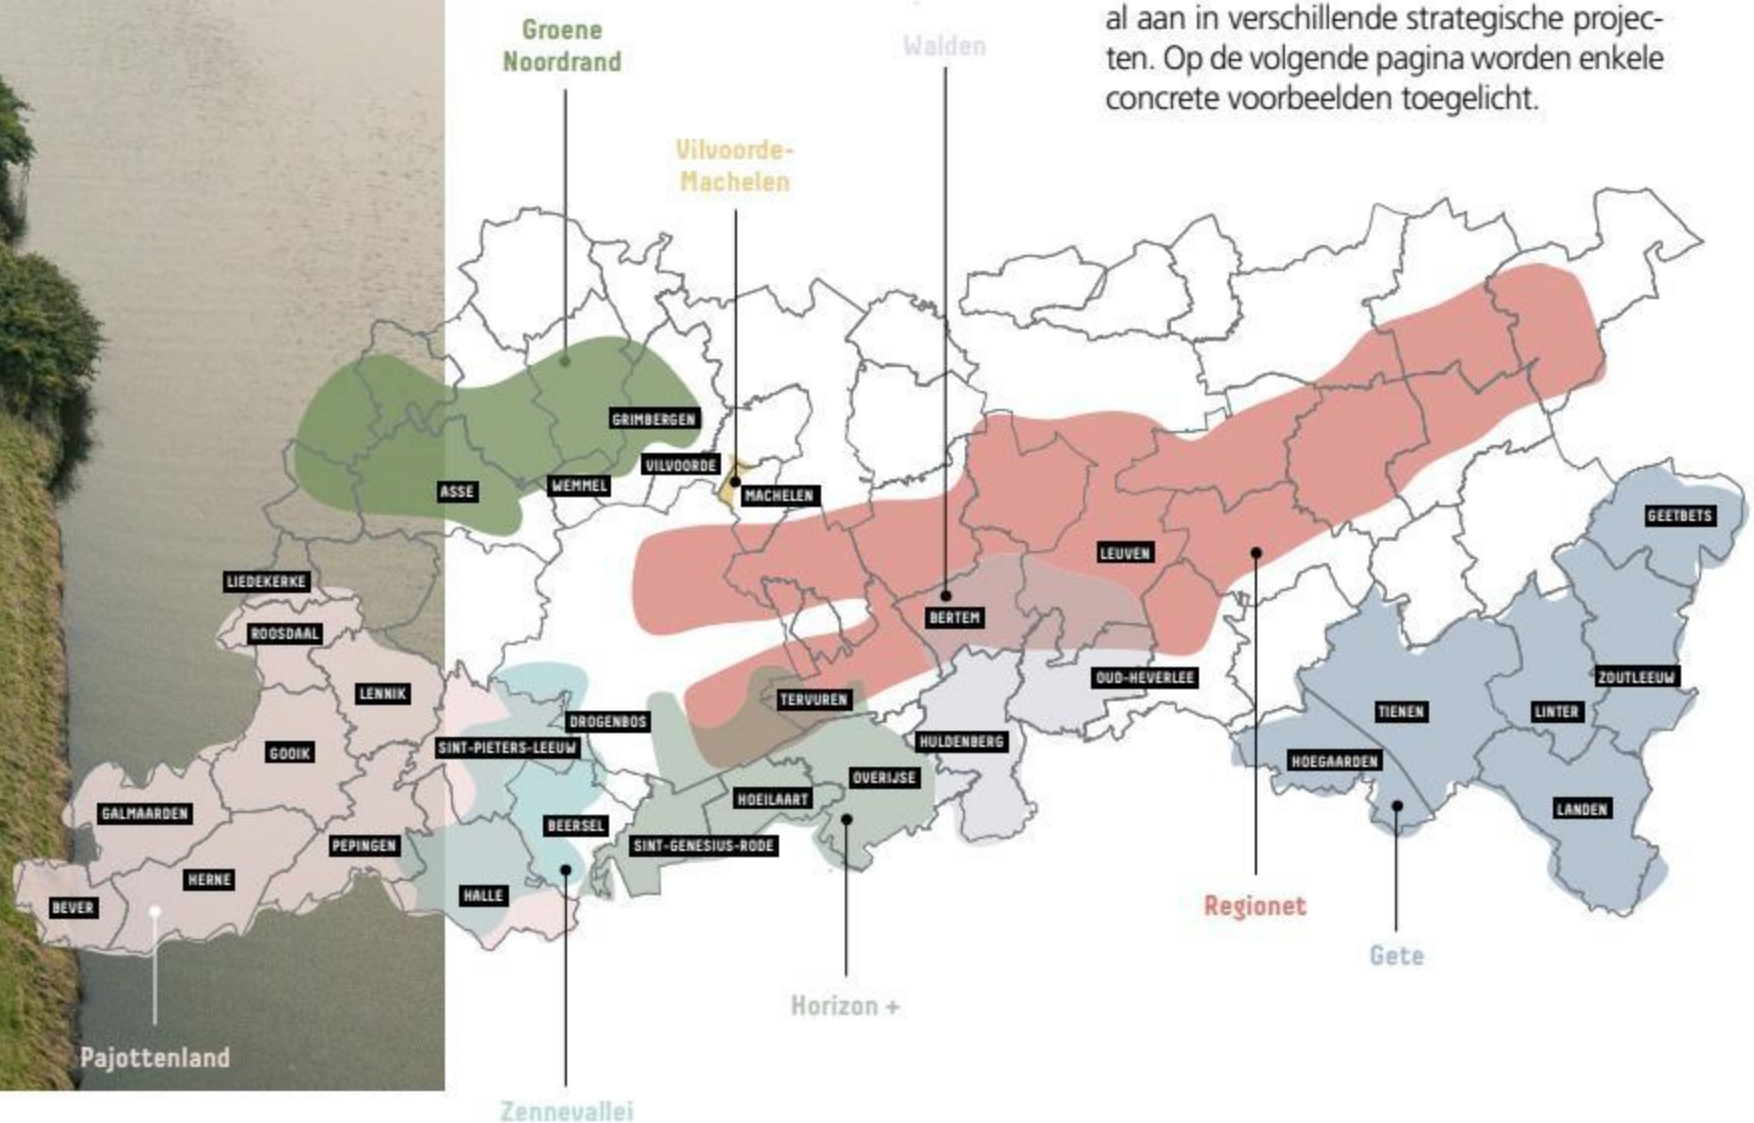 al aan in verschillende strategische projec-
ten. Op de volgende pagina worden enkele
concrete voorbeelden toegelicht.
Groene
Noordrand
Walden
Vilvoorde-
Machelen
GRIMBERGEN
VILVOORDE
WEMMEL
ASSE
MACHELEN
GEETBETS
LEUVEN
LIEDEKERKE
BERTEM
ROOSDAAL
OUD-HEVERLEE
ZOUTLEEUW
LENNIK
TERVUREN
TIENEN
LINTER
DROGENBOS
SINT-PIETERS-LEEUW
HULDENBERG
GOOIK
HOEGAARDEN
OVERIJSE
HOEILAART
LANDEN
GALMAARDEN
BEERSEL
PEPINGEN
SINT-GENESIUS-RODE
HERNE
HALLE
BEVER
Regionet
Gete
Horizon +
Pajottenland
Zennevallei